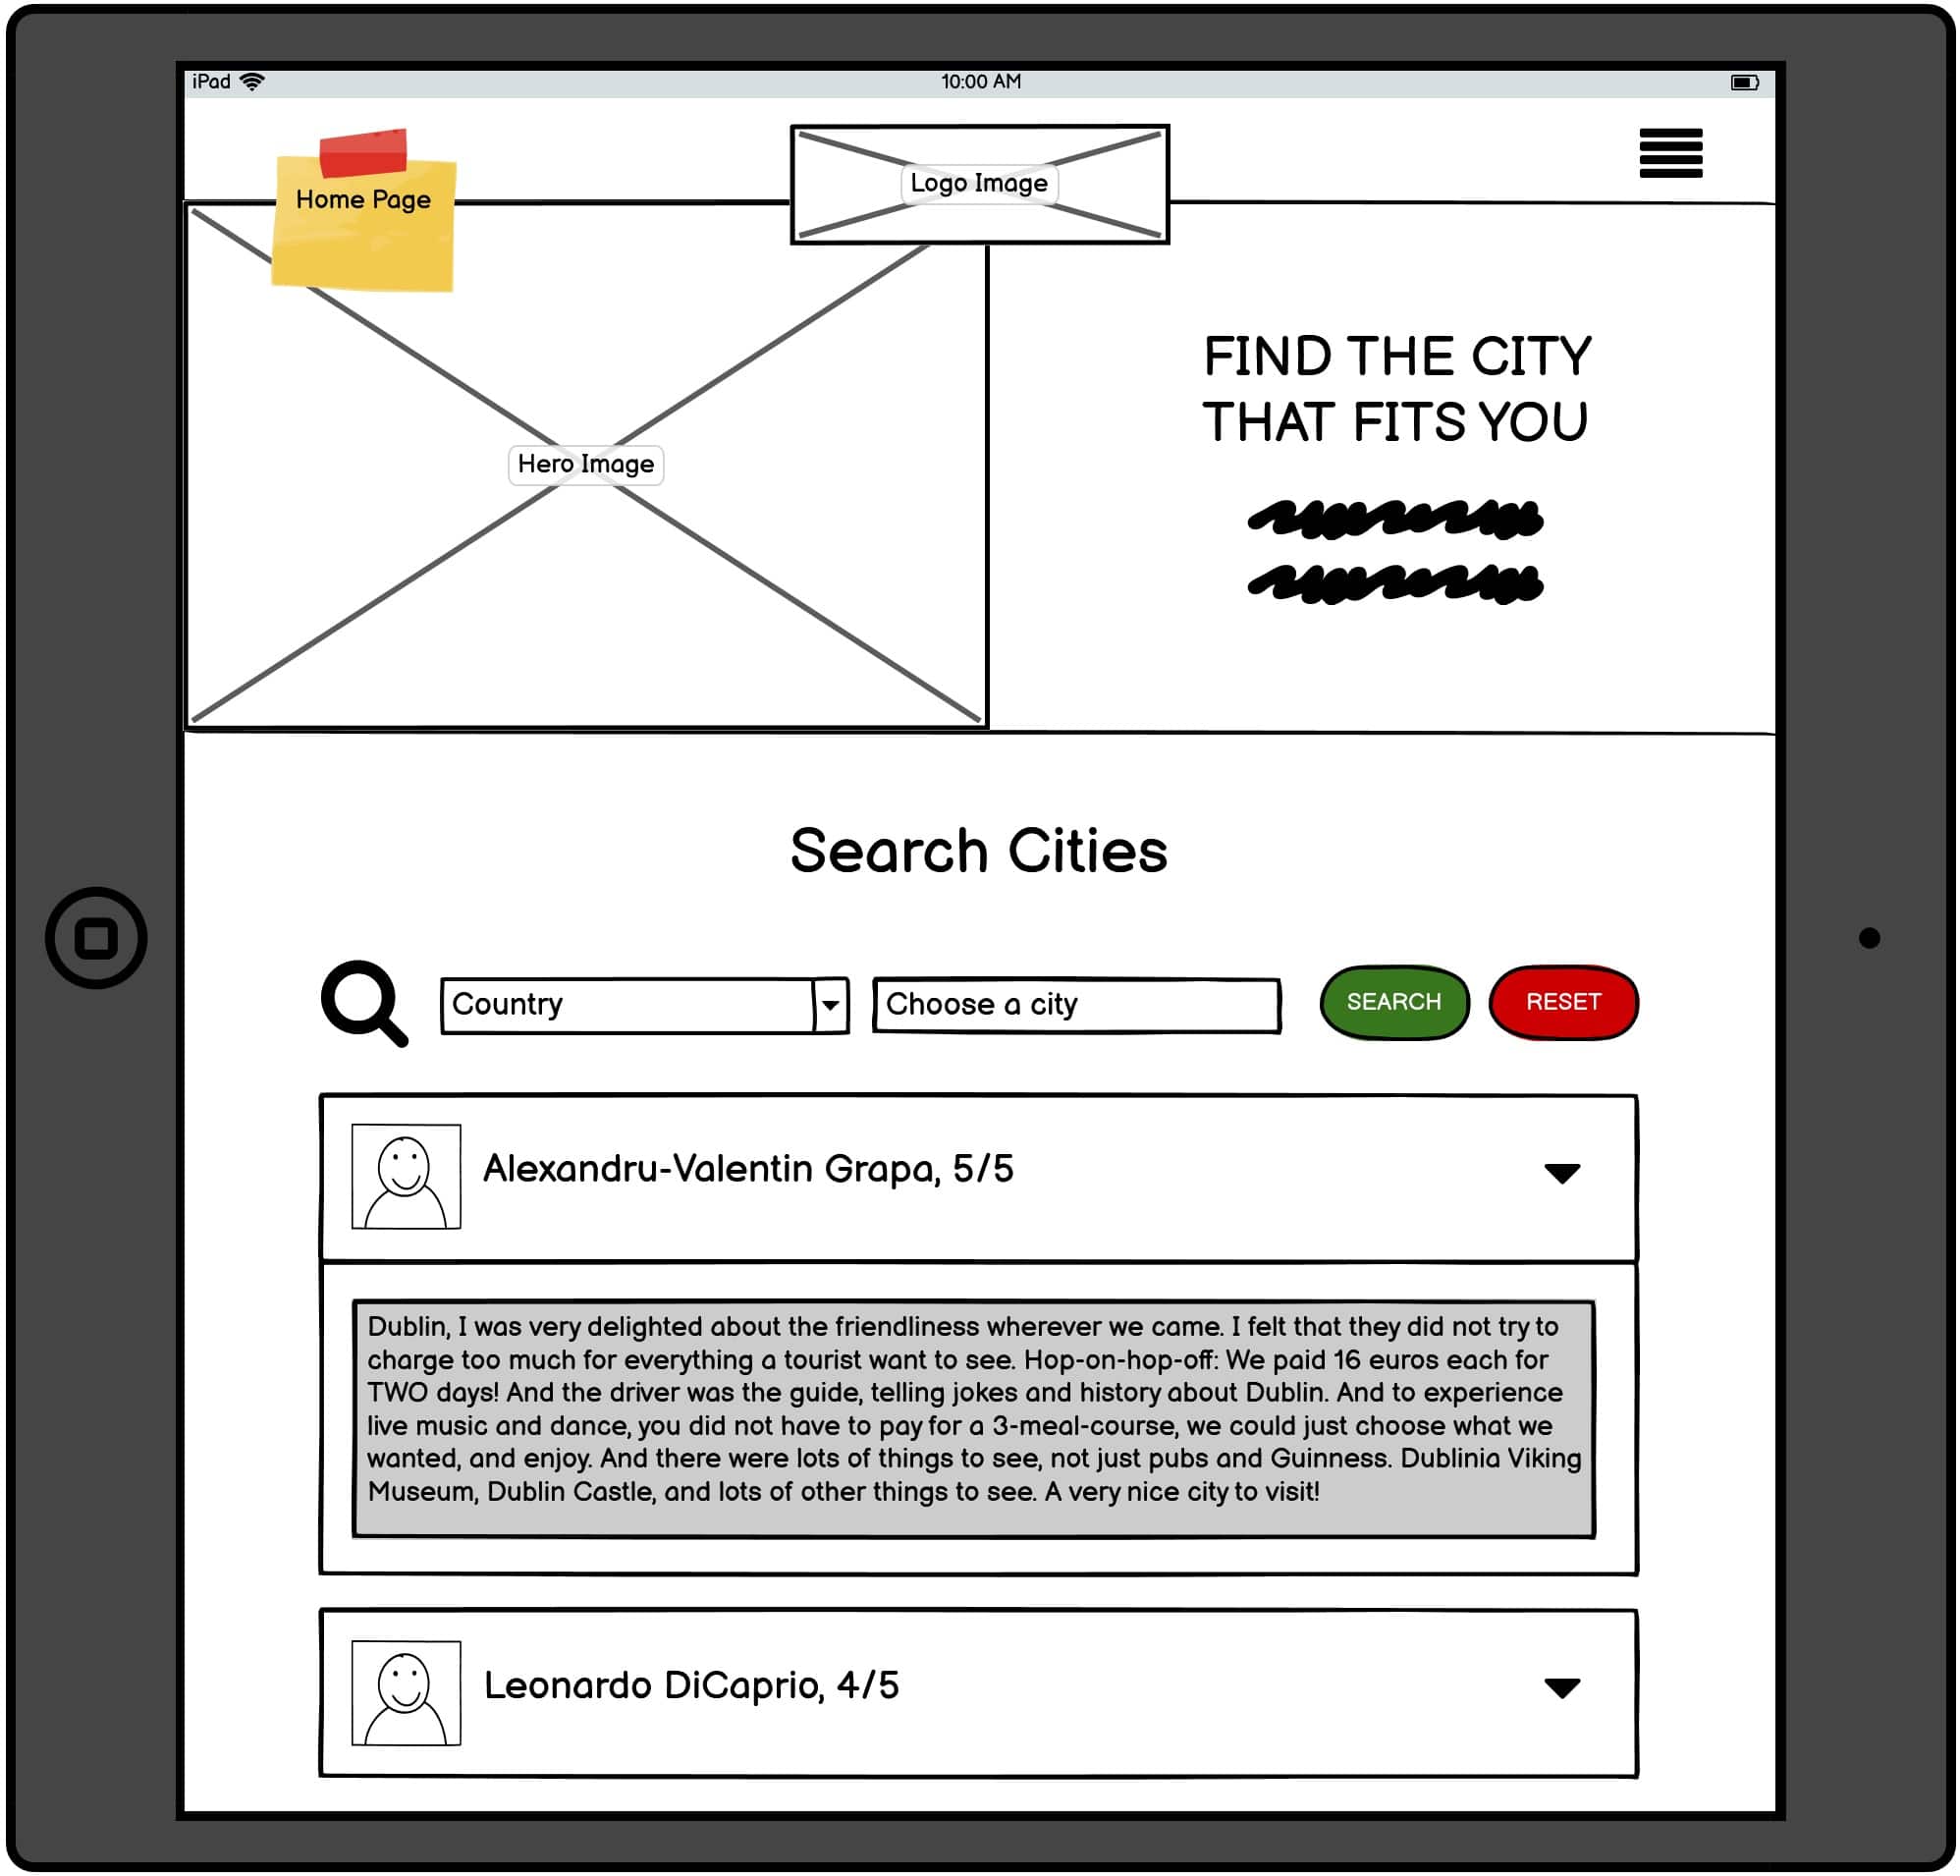 iPad
10:00 AM
Home Page
Logo Image
Hero Image
FIND THE CITY
THAT FITS YOU
Search Cities
Country
Choose a city
SEARCH
RESET
Alexandru-Valentin Grapa, 5/5
Dublin, I was very delighted about the friendliness wherever we came. I felt that they did not try to
charge too much for everything a tourist want to see. Hop-on-hop-off: We paid 16 euros each for
TWO days! And the driver was the guide, telling jokes and history about Dublin. And to experience
live music and dance, you did not have to pay for a 3-meal-course, we could just choose what we
wanted, and enjoy. And there were lots of things to see, not just pubs and Guinness. Dublinia Viking
Museum, Dublin Castle, and lots of other things to see. A very nice city to visit!
Leonardo DiCaprio, 4/5